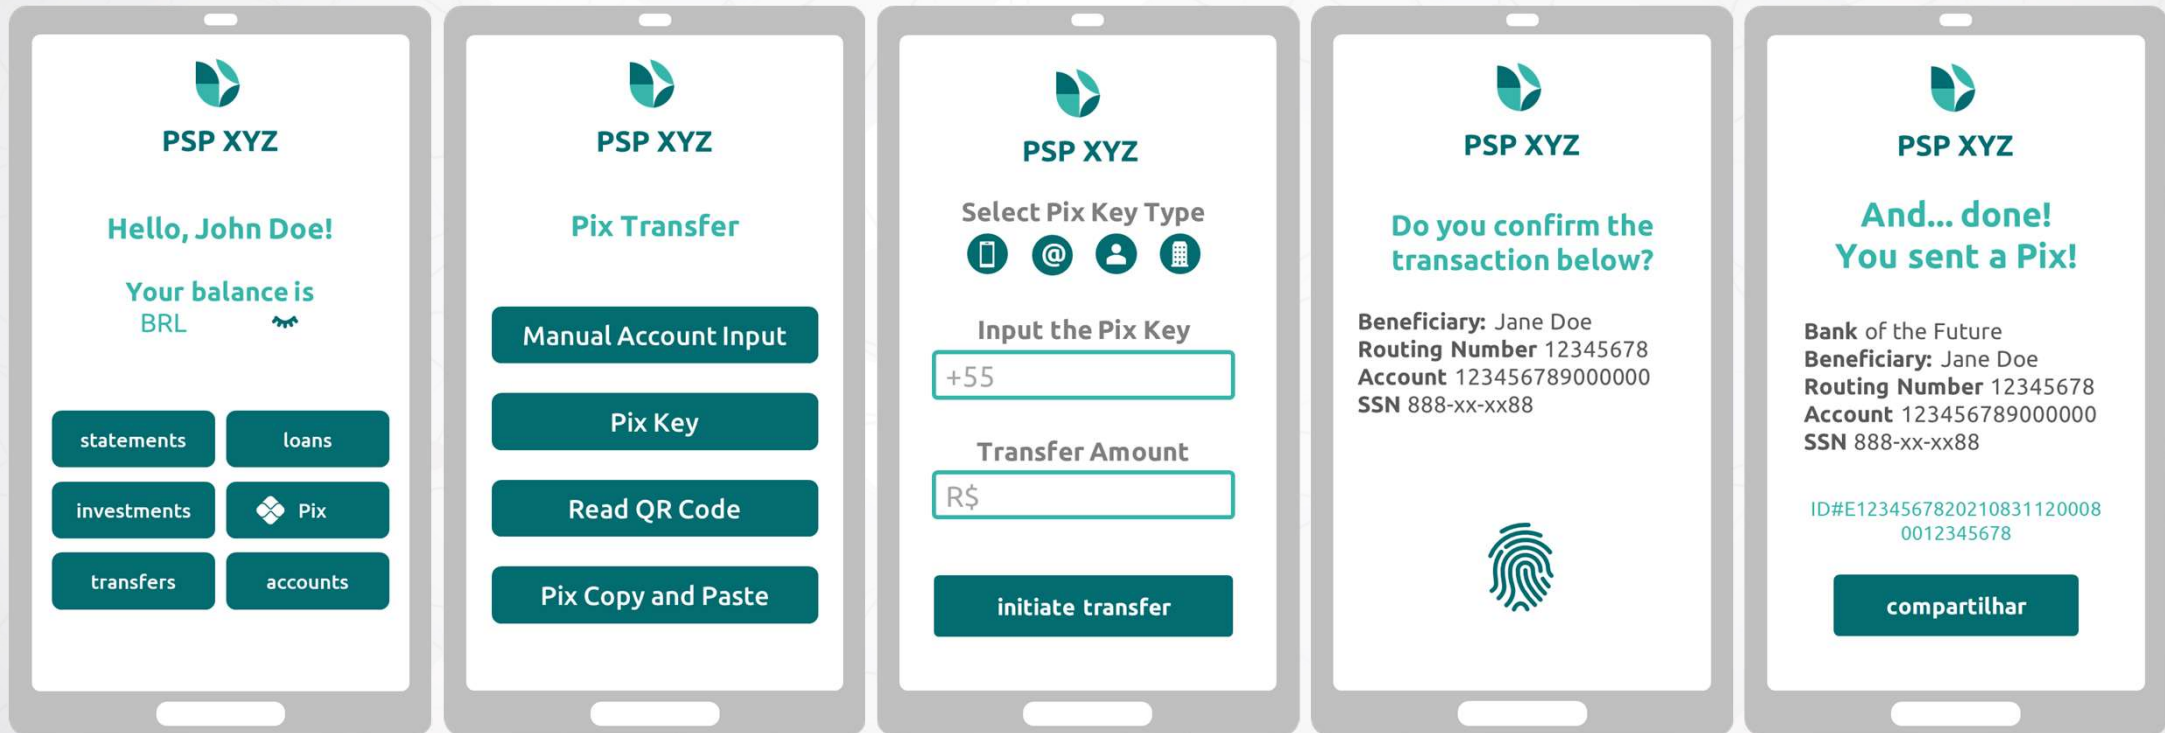 PSP XYZ
Hello, John Doe!
Your balance is
BRL
statements
loans
investments
Pix
transfers
accounts
PSP XYZ
Pix Transfer
Manual Account Input
Pix Key
Read QR Code
Pix Copy and Paste
PSP XYZ
Select Pix Key Type
@
Input the Pix Key
+55
Transfer Amount
R$
initiate transfer
PSP XYZ
Do you confirm the
transaction below?
Beneficiary: Jane Doe
Routing Number 12345678
Account 123456789000000
SSN 888-xx-xx88
PSP XYZ
And... done!
You sent a Pix!
Bank of the Future
Beneficiary: Jane Doe
Routing Number 12345678
Account 123456789000000
SSN 888-xx-xx88
ID#E1234567820210831120008
0012345678
compartilhar